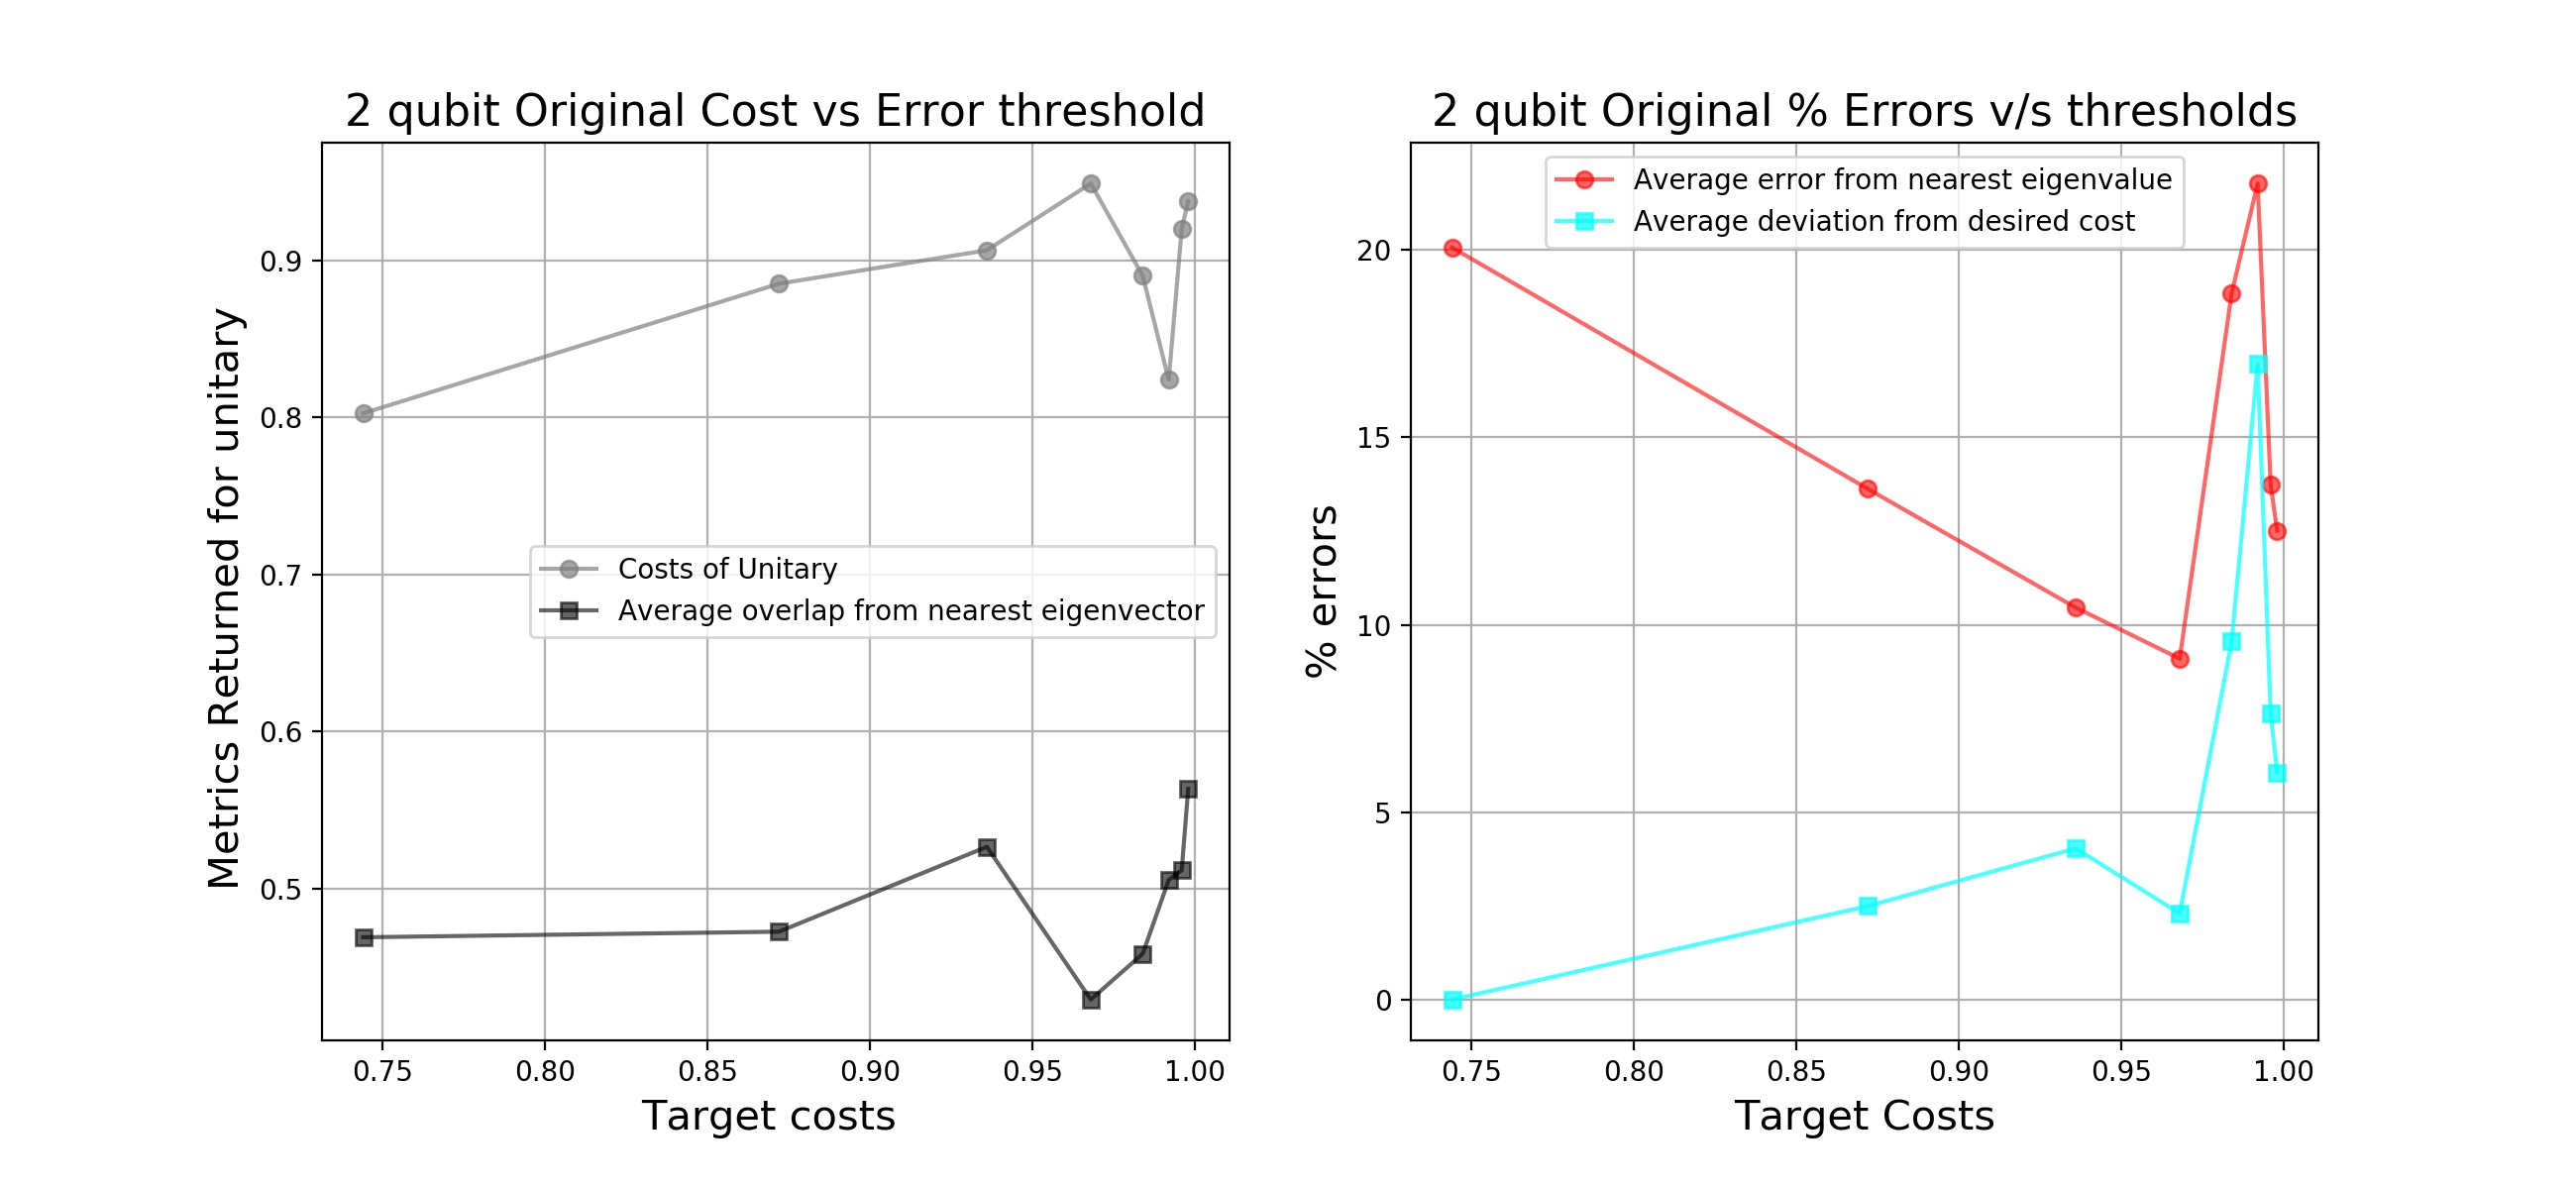 2 qubit Original Cost vs Error threshold
Metrics Returned for unitary
0.9
0.8
0.7
0.6
0.5
Costs of Unitary
Average overlap from nearest eigenvector
0.75 0.80 0.85 0.90 0.95 1.00
Target costs
2 qubit Original % Errors v/s thresholds
% errors
Average error from nearest eigenvalue
Average deviation from desired cost
20
15
10
5
0
0.75 0.80 0.85 0.90 0.95 1.00
Target Costs